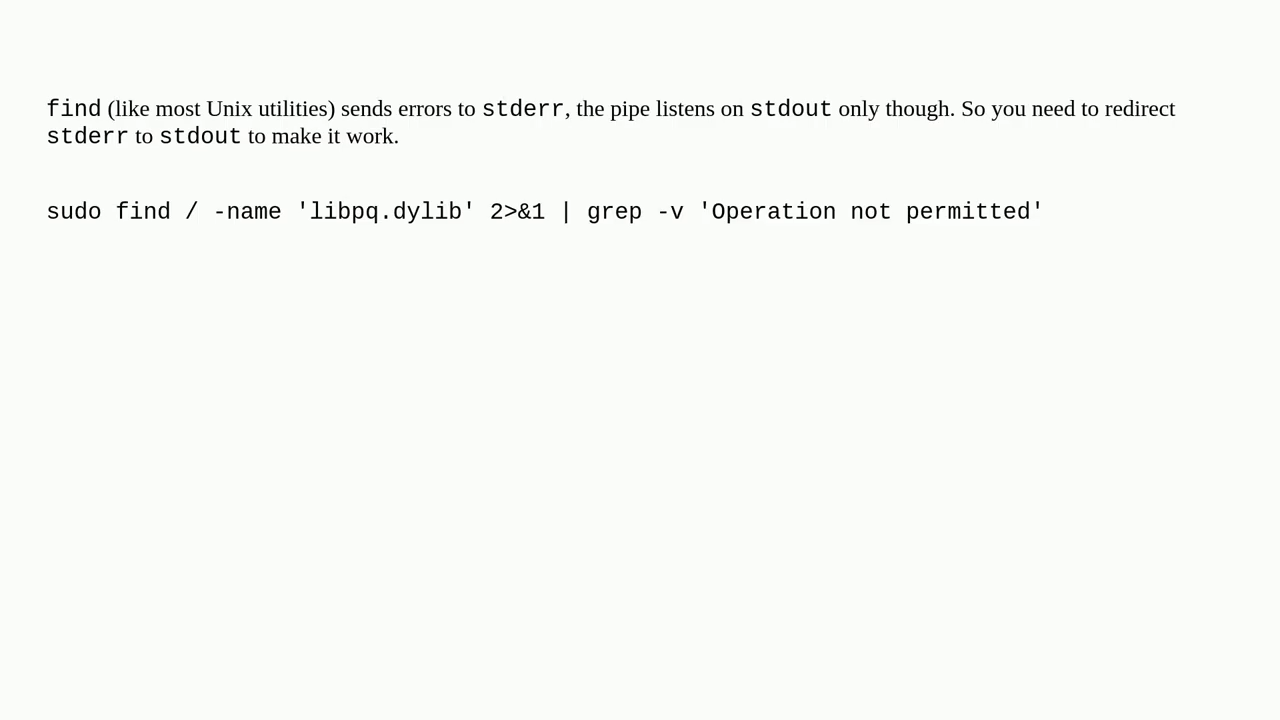 find (like most Unix utilities) sends errors to stderr, the pipe listens on stdout only though. So you need to redirect
stderr to stdout to make it work.
sudo find / -name 'libpq.dylib' 2>&1 | grep -v 'Operation not permitted'